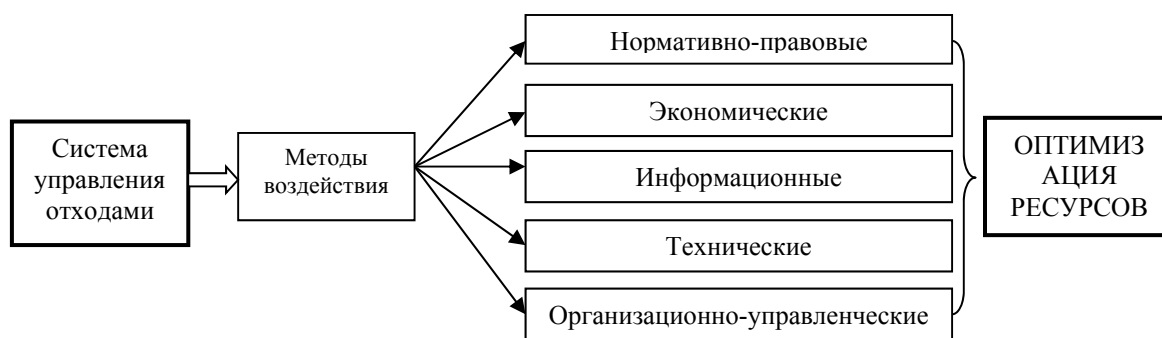 Система
управления
отходами
Методы
воздействия
Нормативно-правовые
Экономические
Информационные
Технические
Организационно-управленческие
ОПТИМИЗ
АЦИЯ
РЕСУРСОВ